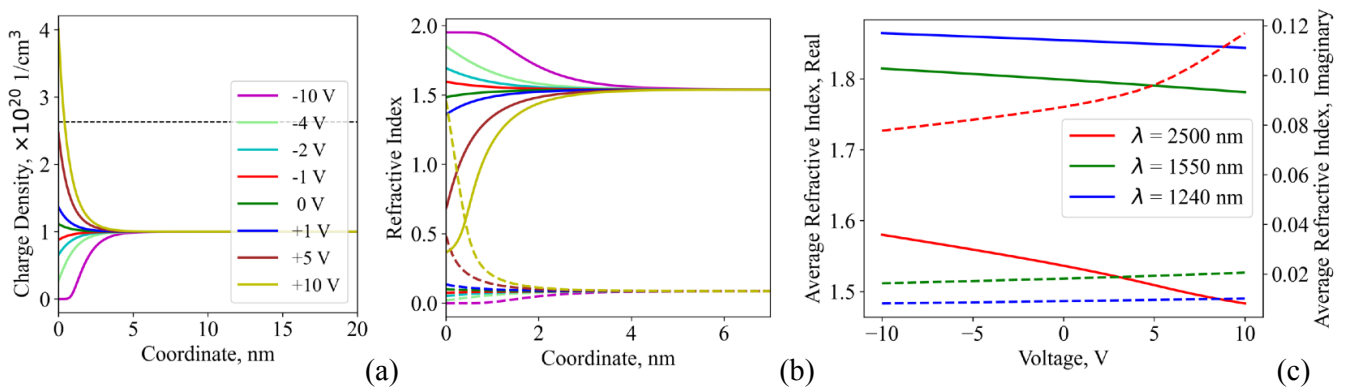 Charge Density, ×10²⁰ 1/cm³
4
3
2
1
0
0
5
10
15
20
Coordinate, nm
-10 V
-4 V
-2 V
-1 V
0 V
+1 V
+5 V
+10 V
(a)
Refractive Index
2.0
1.5
1.0
0.5
0.0
0
2
4
6
Coordinate, nm
(b)
Average Refractive Index, Real
1.8
1.7
1.6
1.5
−10
−5
0
5
10
Voltage, V
λ = 2500 nm
λ = 1550 nm
λ = 1240 nm
0.12
0.10
0.08
0.06
0.04
0.02
Average Refractive Index, Imaginary
(c)